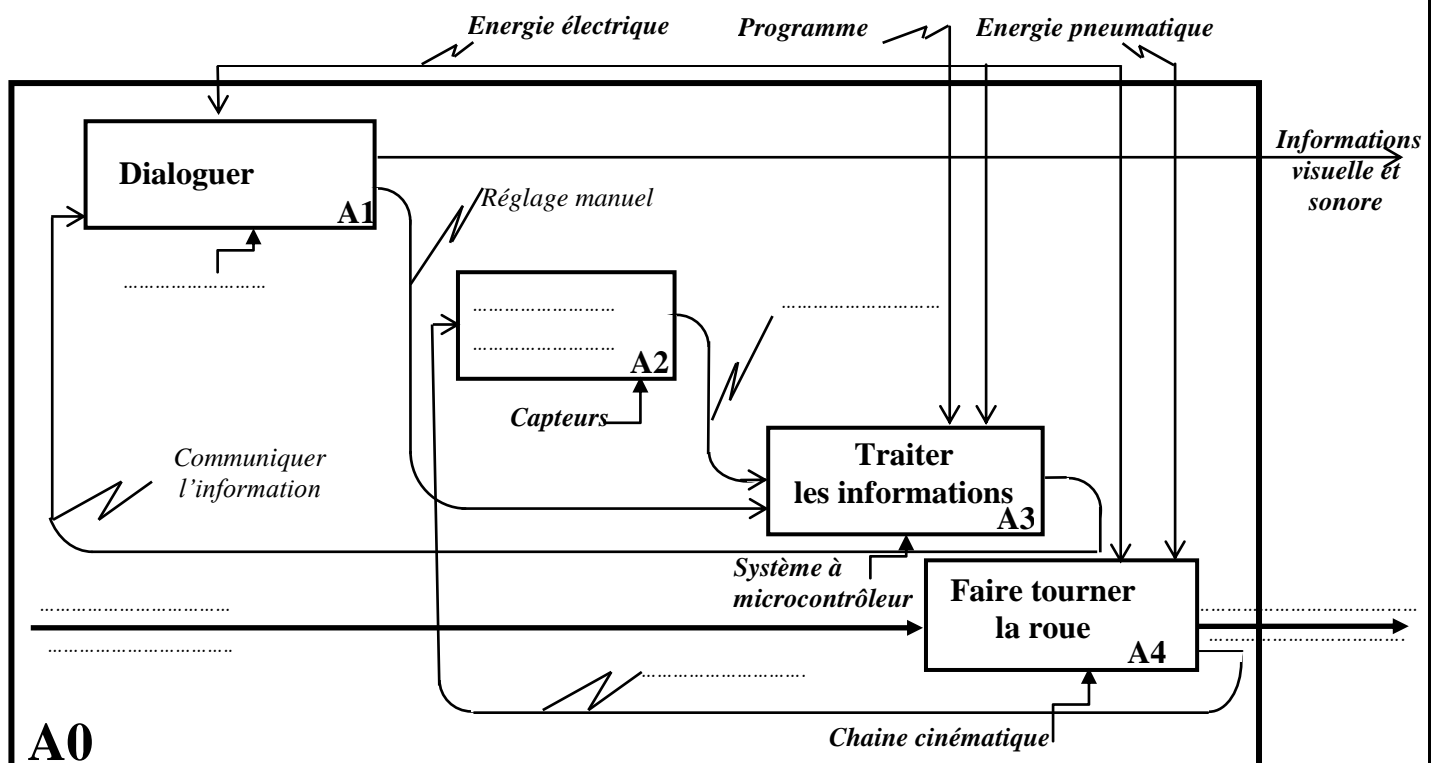 Energie électrique
Programme
Energie pneumatique
Informations
visuelle et
sonore
Dialoguer
A1
Réglage manuel
……………………
……………………
……………………
A2
………………………
Capteurs
Communiquer
l’information
Traiter
les informations
A3
Système à
microcontrôleur
Faire tourner
la roue
A4
……………………………
…………………………..
………………………………
…………………………….
……………………….
Chaine cinématique
A0